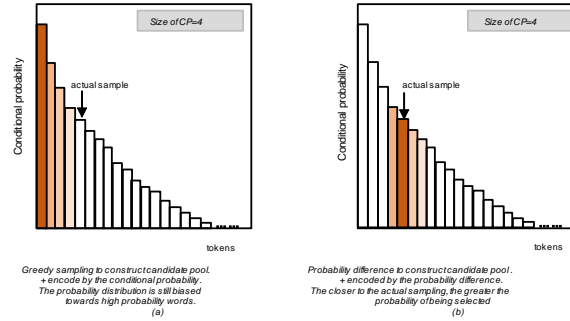 Size of CP=4
Conditional probability
actual sample
tokens
Greedy sampling to construct candidate pool.
+ encode by the conditional probability.
The probability distribution is still biased
towards high probability words.
(a)
Size of CP=4
Conditional probability
actual sample
tokens
Probability difference to construct candidate pool.
+ encoded by the probability difference.
The closer to the actual sampling, the greater the
probability of being selected
(b)